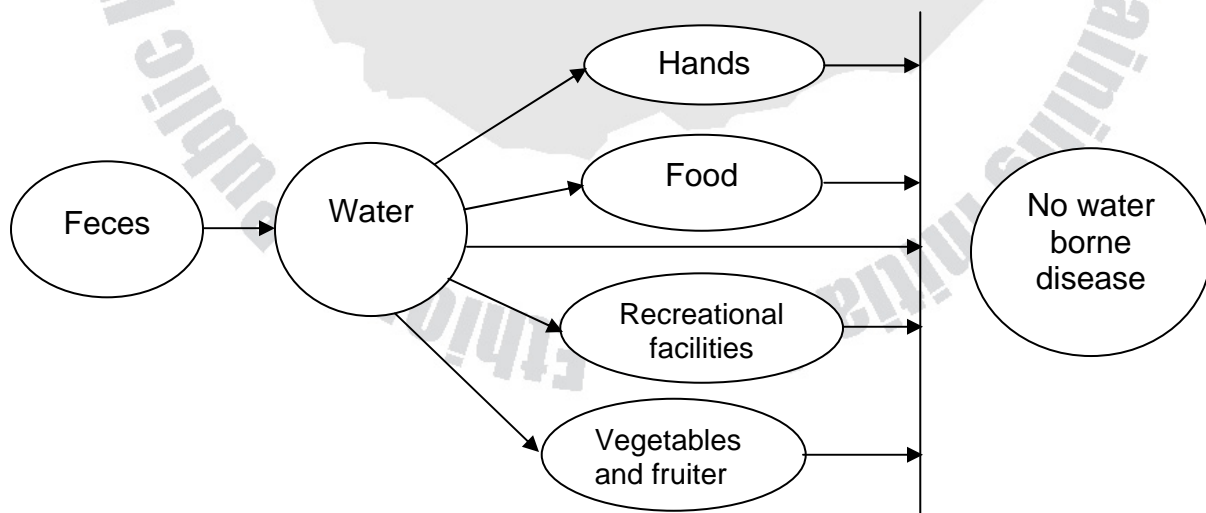 Hands
Food
Feces
Water
No water
borne
disease
Recreational
facilities
Vegetables
and fruiter